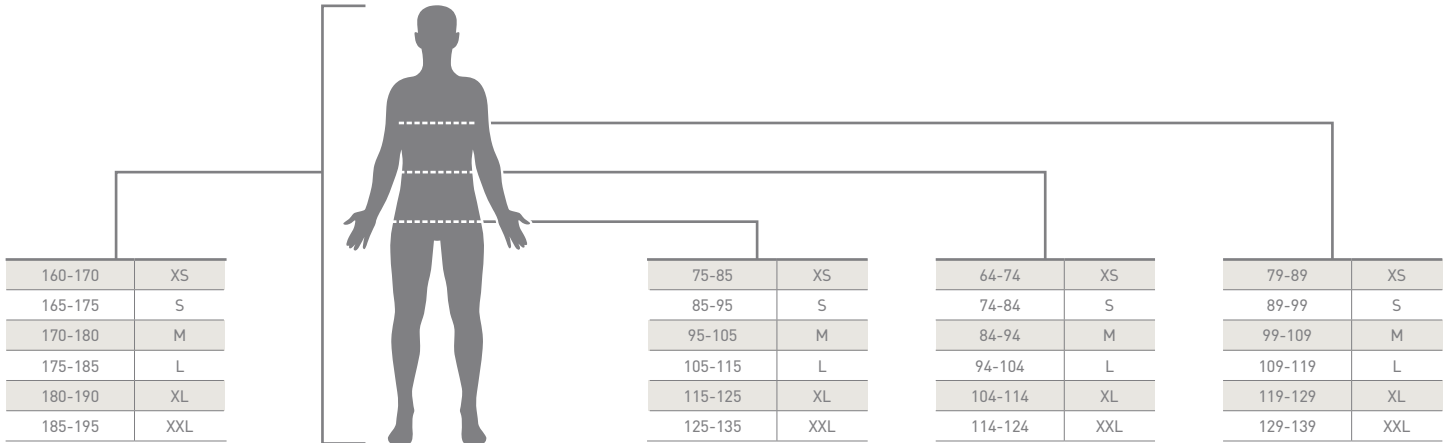 160-170 XS 75-85 XS 64-74 XS 79-89 XS
165-175 S 85-95 S 74-84 S 89-99 S
170-180 M 95-105 M 84-94 M 99-109 M
175-185 L 105-115 L 94-104 L 109-119 L
180-190 XL 115-125 XL 104-114 XL 119-129 XL
185-195 XXL 125-135 XXL 114-124 XXL 129-139 XXL